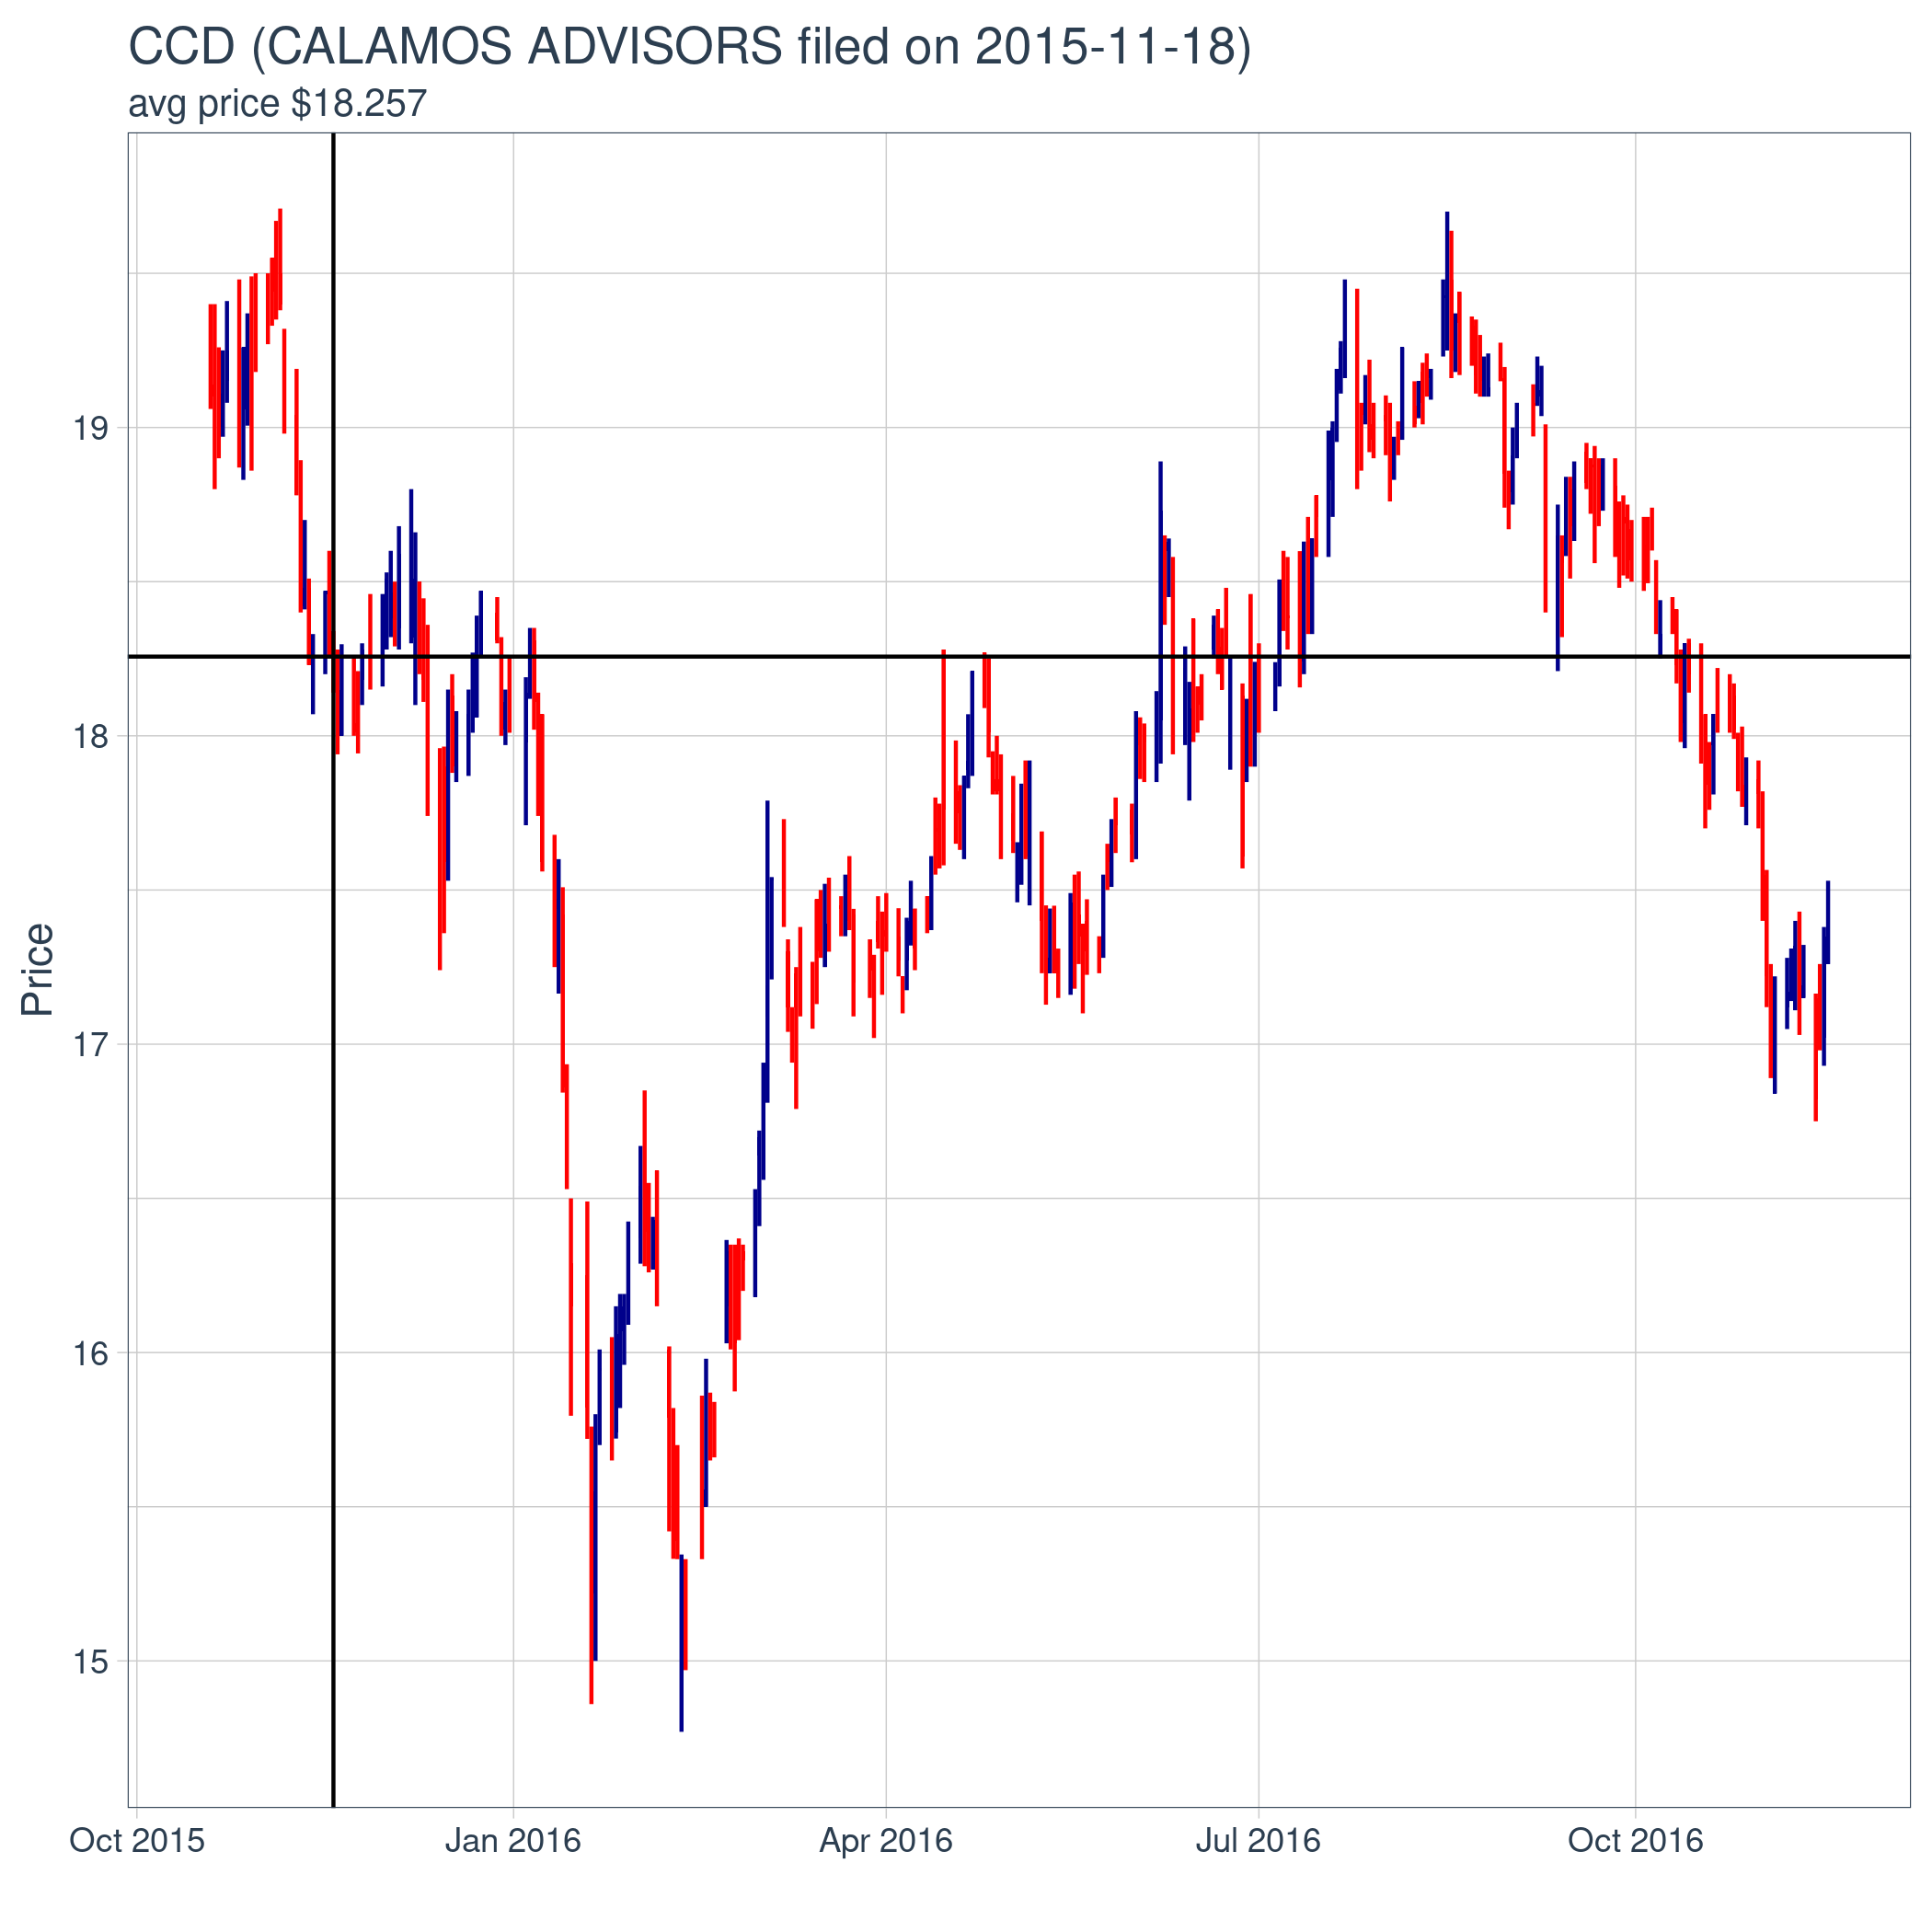 CCD (CALAMOS ADVISORS filed on 2015-11-18)
avg price $18.257
19
18
17
16
15
Price
Oct 2015
Jan 2016
Apr 2016
Jul 2016
Oct 2016